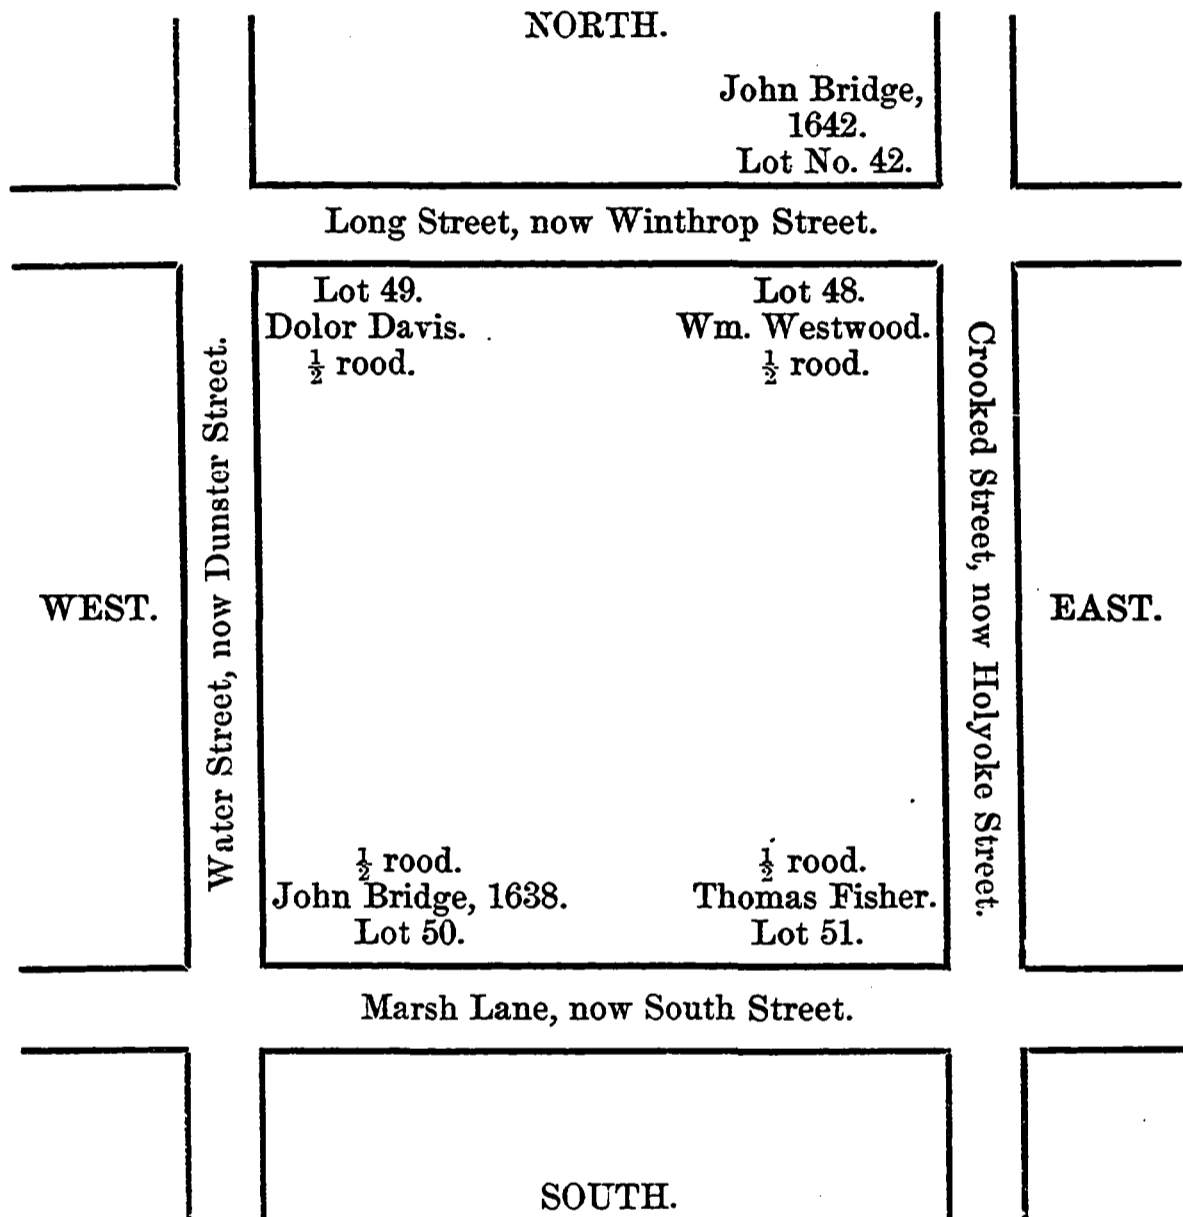 NORTH.
John Bridge,
1642.
Lot No. 42.
Long Street, now Winthrop Street.
Lot 49.
Dolor Davis.
½ rood.
Lot 48.
Wm. Westwood.
½ rood.
Water Street, now Dunster Street.
Crooked Street, now Holyoke Street.
WEST.
EAST.
½ rood.
John Bridge, 1638.
Lot 50.
½ rood.
Thomas Fisher.
Lot 51.
Marsh Lane, now South Street.
SOUTH.